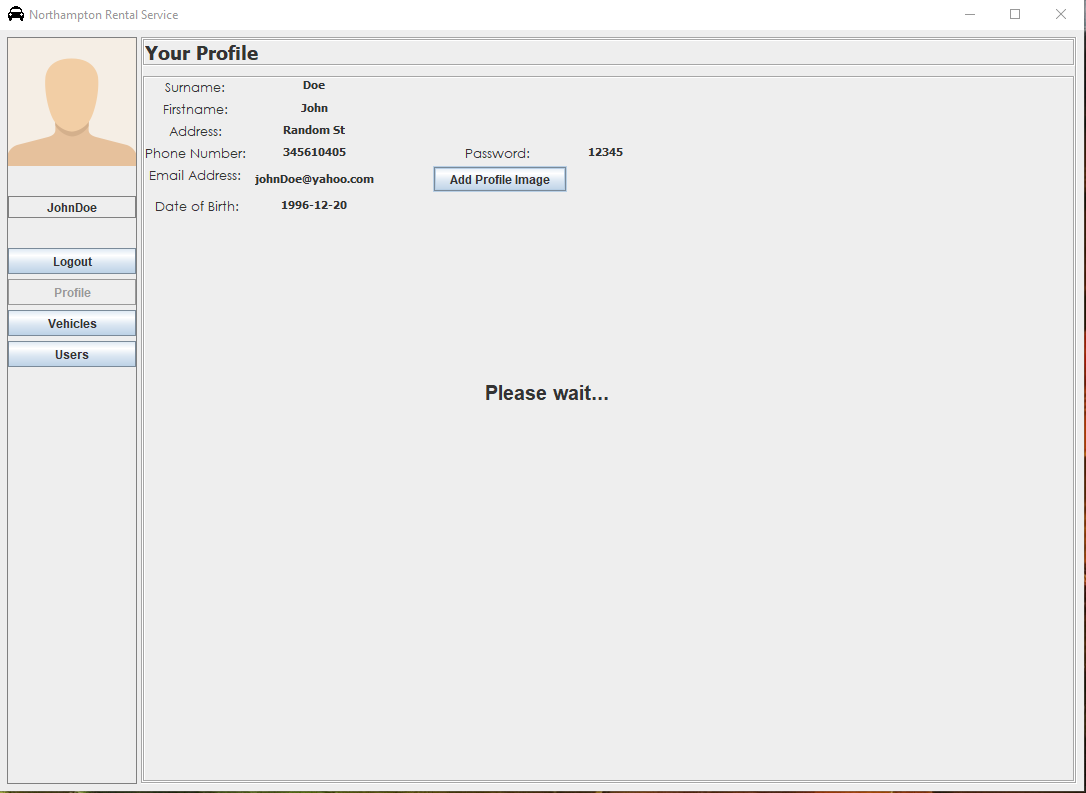 Northampton Rental Service
Your Profile
JohnDoe
Logout
Profile
Vehicles
Users
Surname: Doe
Firstname: John
Address: Random St
Phone Number: 345610405 Password: 12345
Email Address: johnDoe@yahoo.com Add Profile Image
Date of Birth: 1996-12-20
Please wait...